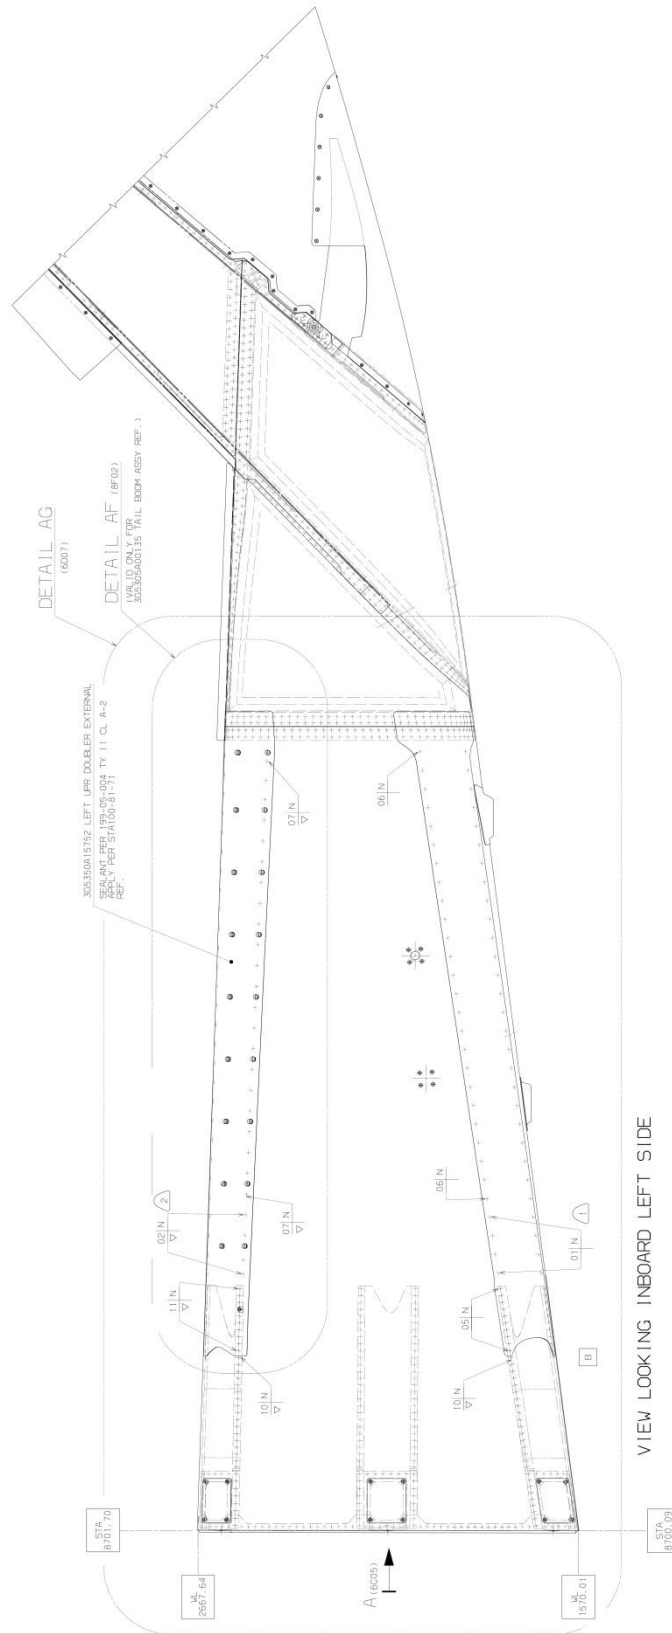 DETAIL AG
(6D07)
DETAIL AF (8F02)
(VALID ONLY FOR
3G5305A00135 TAIL BOOM ASSY REF.)
3G5350A15752 LEFT UPR DOUBLER EXTERNAL
SEALANT PER 199-05-004 TY II CL A-2
APPLY PER STA100-81-71
REF.
07 N
06 N
2
02 N
07 N
11 N
10 N
06 N
1
01 N
05 N
10 N
B
STA
8701.70
WL
2667.64
A (6C05)
WL
1570.01
STA
8700.09
VIEW LOOKING INBOARD LEFT SIDE